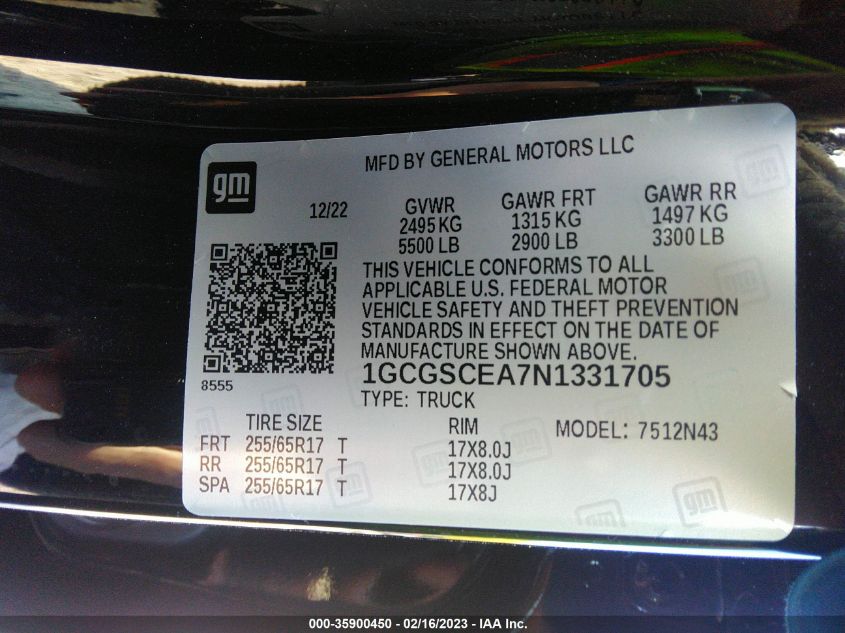 MFD BY GENERAL MOTORS LLC
gm
12/22
GVWR GAWR FRT GAWR RR
2495 KG 1315 KG 1497 KG
5500 LB 2900 LB 3300 LB
THIS VEHICLE CONFORMS TO ALL
APPLICABLE U.S. FEDERAL MOTOR
VEHICLE SAFETY AND THEFT PREVENTION
STANDARDS IN EFFECT ON THE DATE OF
MANUFACTURE SHOWN ABOVE.
8555
1GCGSCEA7N1331705
TYPE: TRUCK
TIRE SIZE RIM MODEL: 7512N43
FRT 255/65R17 T 17X8.0J
RR 255/65R17 T 17X8.0J
SPA 255/65R17 T 17X8J
gm
000-35900450 - 02/16/2023 - IAA Inc.